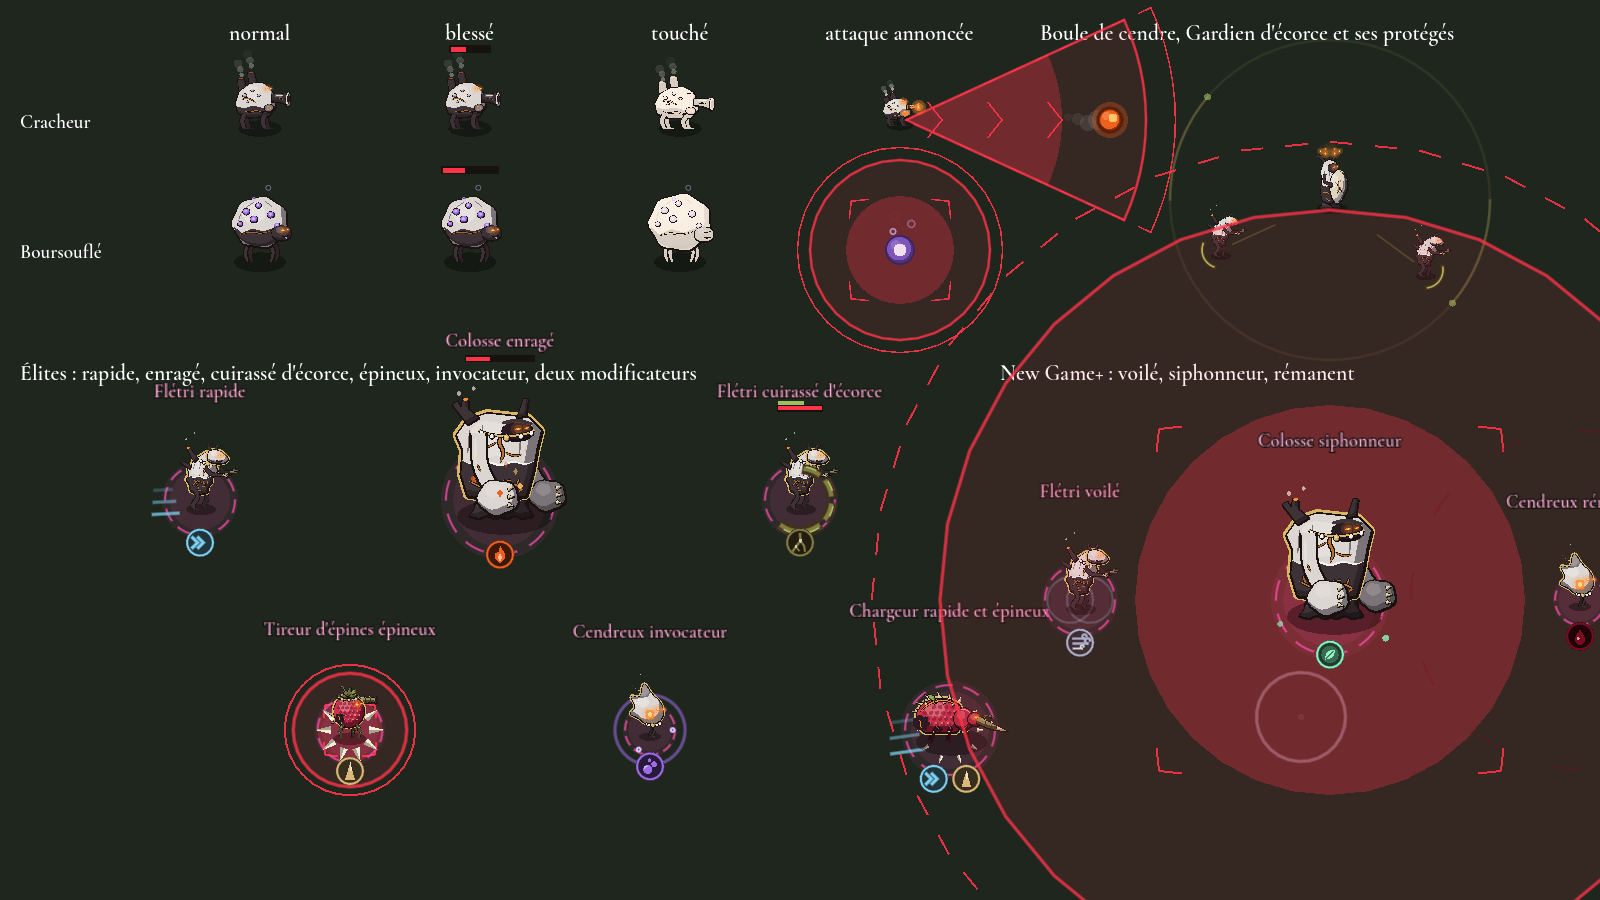 normal
blessé
touché
attaque annoncée
Boule de cendre, Gardien d'écorce et ses protégés
Cracheur
Boursouflé
Colosse enragé
Élites : rapide, enragé, cuirassé d'écorce, épineux, invocateur, deux modificateurs
New Game+ : voilé, siphonneur, rémanent
Flétri rapide
Flétri cuirassé d'écorce
Colosse siphonneur
Flétri voilé
Cendreux
Chargeur rapide et épineux
Tireur d'épines épineux
Cendreux invocateur